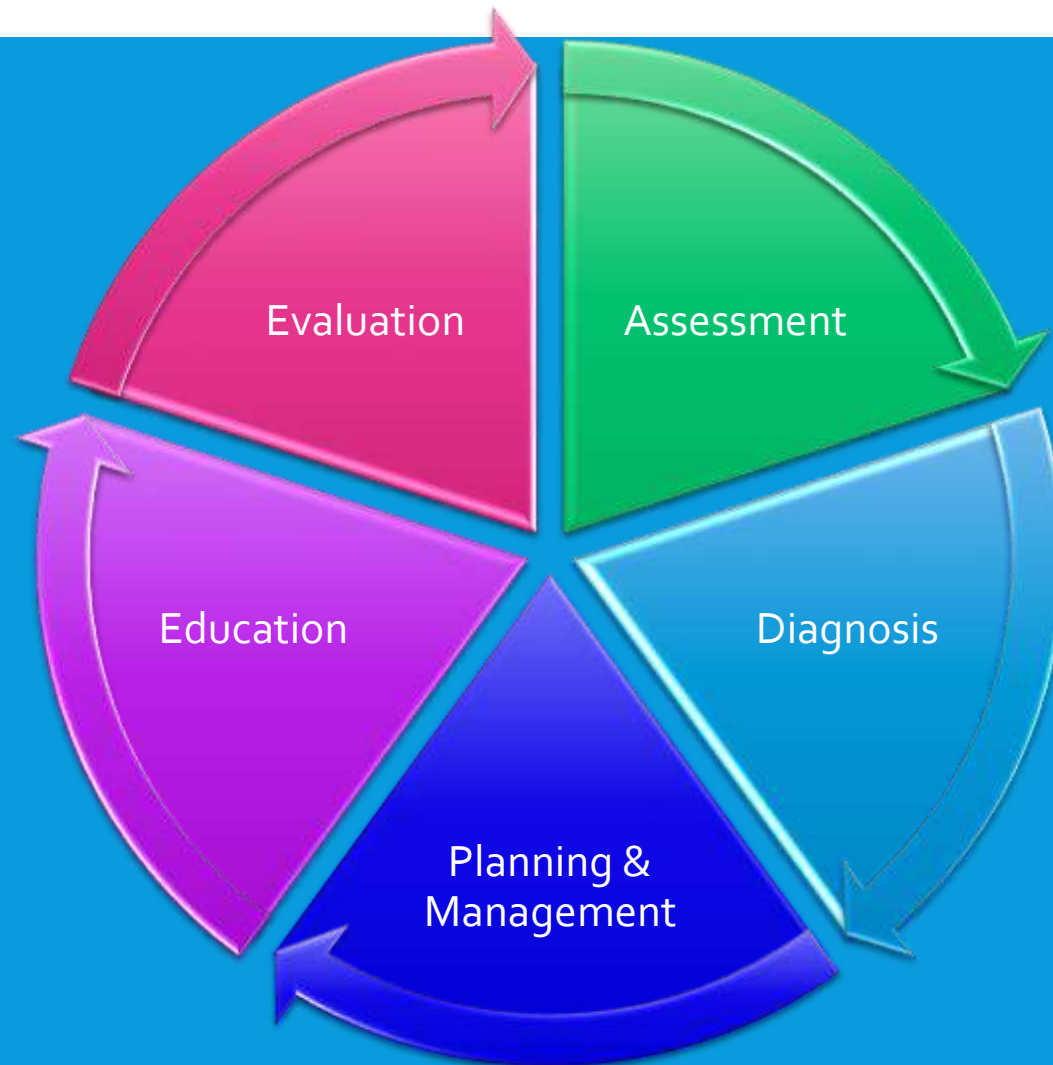 Evaluation
Assessment
Education
Diagnosis
Planning &
Management